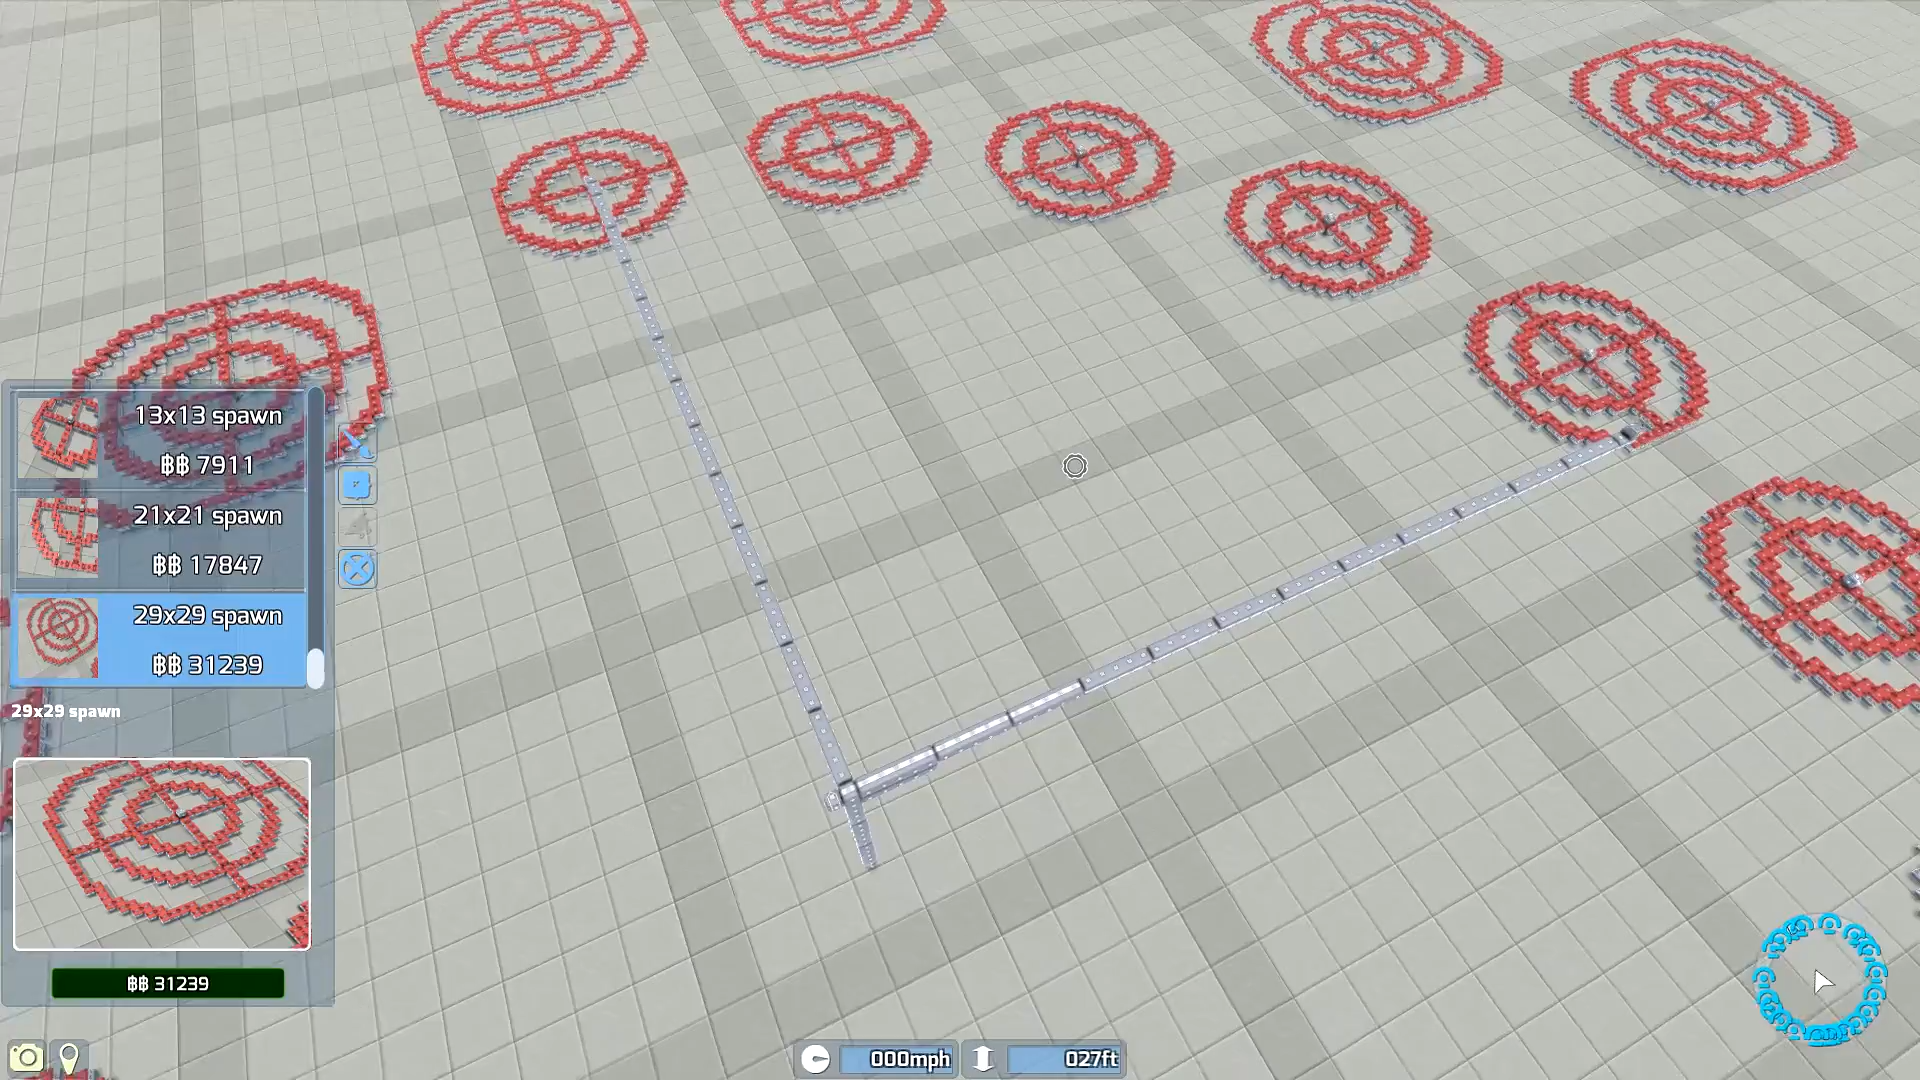 13x13 spawn
฿฿ 7911
21x21 spawn
฿฿ 17847
29x29 spawn
฿฿ 31239
29x29 spawn
฿฿ 31239
000mph
027ft